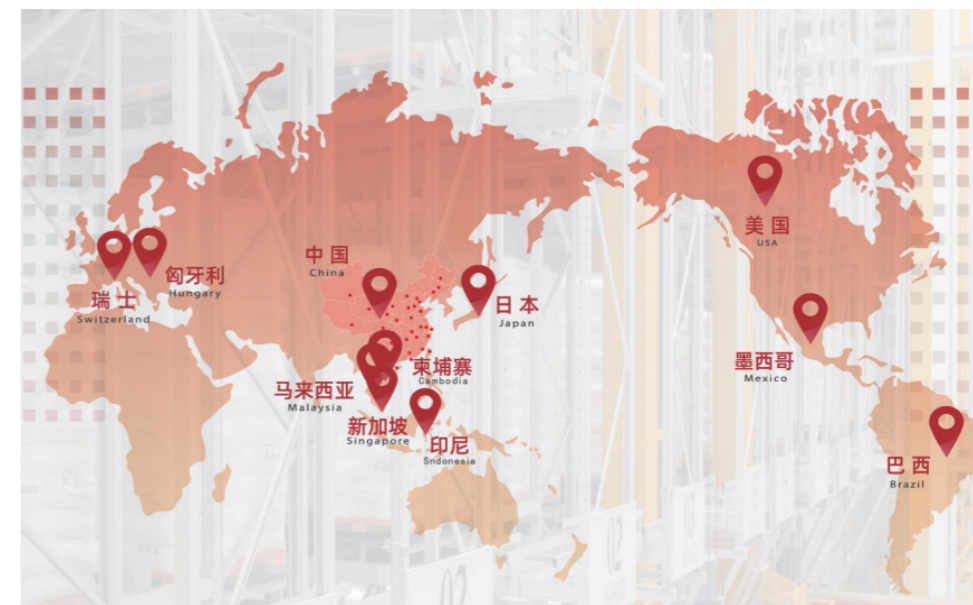 美国
USA
中国
China
匈牙利
Hungary
瑞士
Switzerland
日本
Japan
墨西哥
Mexico
柬埔寨
Cambodia
马来西亚
Malaysia
新加坡
Singapore
印尼
Sndonesia
巴西
Brazil
02
02